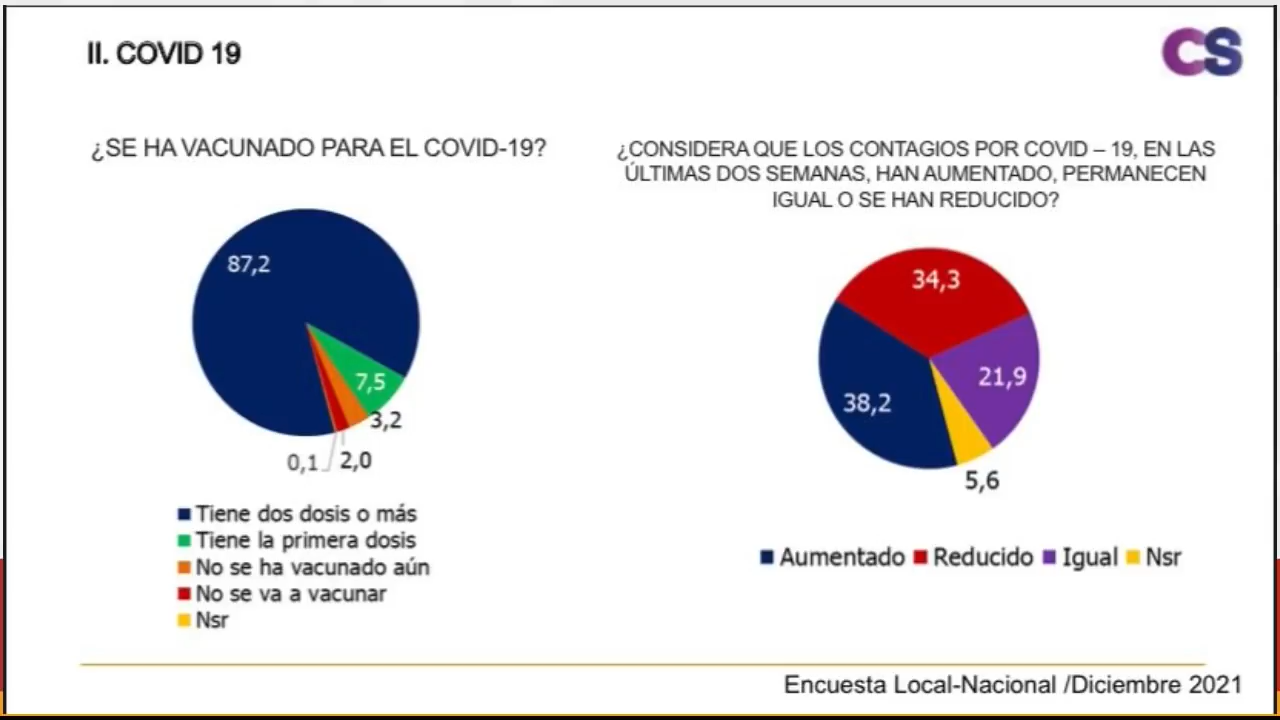 II. COVID 19
CS
¿SE HA VACUNADO PARA EL COVID-19?
87,2
7,5
3,2
2,0
0,1
Tiene dos dosis o más
Tiene la primera dosis
No se ha vacunado aún
No se va a vacunar
Nsr
¿CONSIDERA QUE LOS CONTAGIOS POR COVID – 19, EN LAS
ÚLTIMAS DOS SEMANAS, HAN AUMENTADO, PERMANECEN
IGUAL O SE HAN REDUCIDO?
34,3
21,9
38,2
5,6
Aumentado Reducido Igual Nsr
Encuesta Local-Nacional /Diciembre 2021